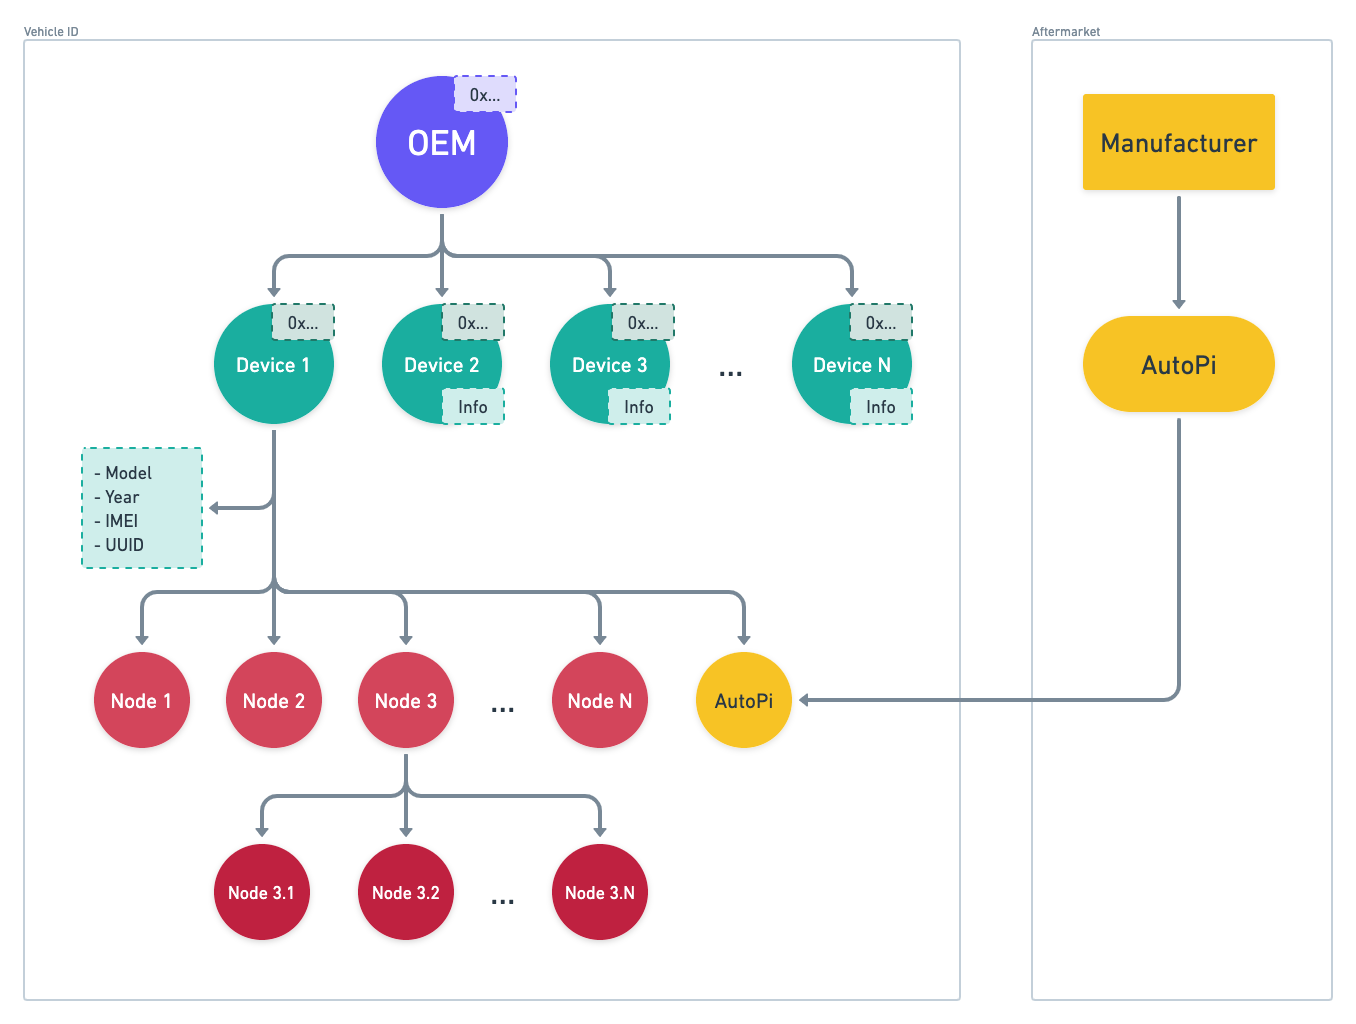 Vehicle ID
Aftermarket
0x...
OEM
Manufacturer
0x...
0x...
0x...
0x...
Device 1
Device 2
Device 3
...
Device N
AutoPi
Info
Info
Info
- Model
- Year
- IMEI
- UUID
Node 1
Node 2
Node 3
...
Node N
AutoPi
Node 3.1
Node 3.2
...
Node 3.N